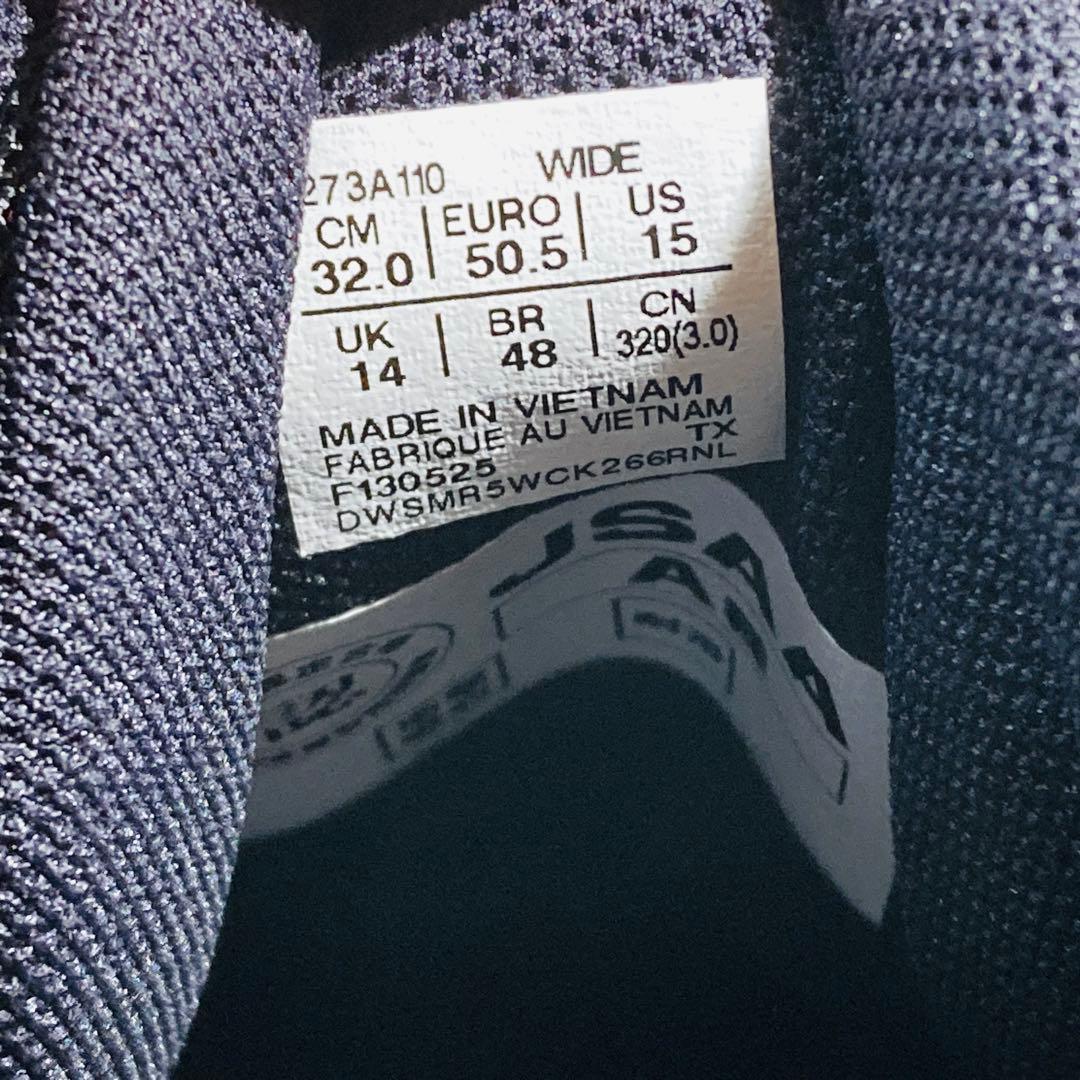 273A110 WIDE
CM EURO US
32.0 50.5 15
UK BR CN
14 48 320(3.0)
MADE IN VIETNAM
FABRIQUE AU VIETNAM
F130525 TX
DWSMR5WCK266RNL